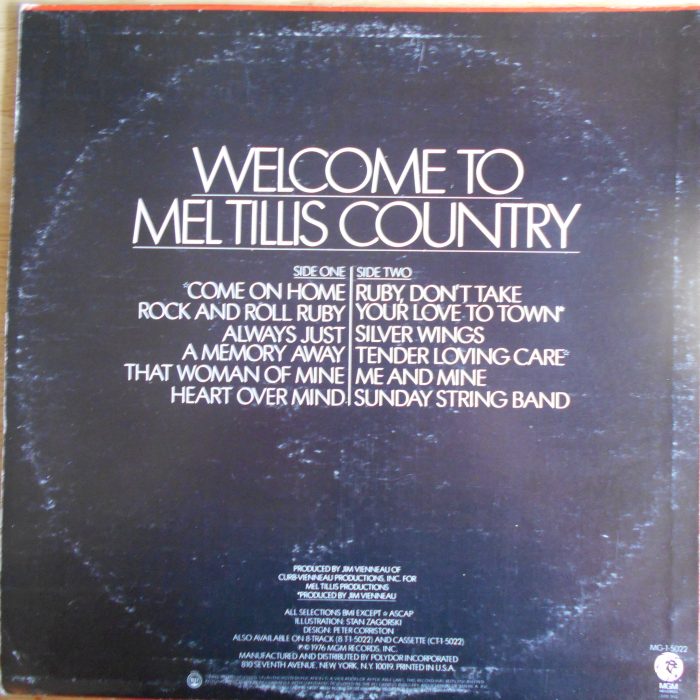 WELCOME TO
MEL TILLIS COUNTRY
SIDE ONE
☆COME ON HOME
ROCK AND ROLL RUBY
ALWAYS JUST
A MEMORY AWAY
THAT WOMAN OF MINE
HEART OVER MIND
SIDE TWO
RUBY, DON'T TAKE
YOUR LOVE TO TOWN*
SILVER WINGS
TENDER LOVING CARE☆
ME AND MINE
SUNDAY STRING BAND
PRODUCED BY JIM VIENNEAU OF
CURB-VIENNEAU PRODUCTIONS, INC. FOR
MEL TILLIS PRODUCTIONS
*PRODUCED BY JIM VIENNEAU
ALL SELECTIONS BMI EXCEPT ☆ ASCAP
ILLUSTRATION: STAN ZAGORSKI
DESIGN: PETER CORRISTON
ALSO AVAILABLE ON 8-TRACK (8T1-5022) AND CASSETTE (CT-1-5022)
℗ © 1976 MGM RECORDS, INC.
MANUFACTURED AND DISTRIBUTED BY POLYDOR INCORPORATED
810 SEVENTH AVENUE, NEW YORK, N.Y. 10019. PRINTED IN U.S.A.
MG-1-5022
MGM